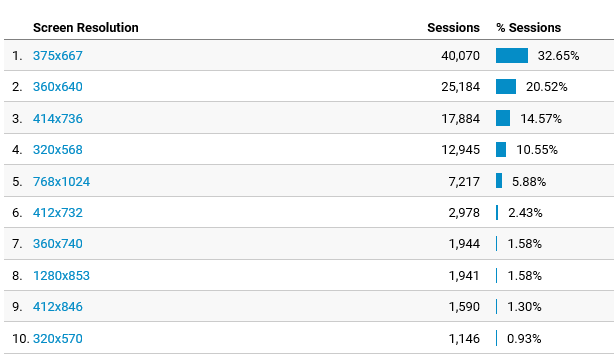 Screen Resolution Sessions % Sessions
1. 375x667 40,070 32.65%
2. 360x640 25,184 20.52%
3. 414x736 17,884 14.57%
4. 320x568 12,945 10.55%
5. 768x1024 7,217 5.88%
6. 412x732 2,978 2.43%
7. 360x740 1,944 1.58%
8. 1280x853 1,941 1.58%
9. 412x846 1,590 1.30%
10. 320x570 1,146 0.93%